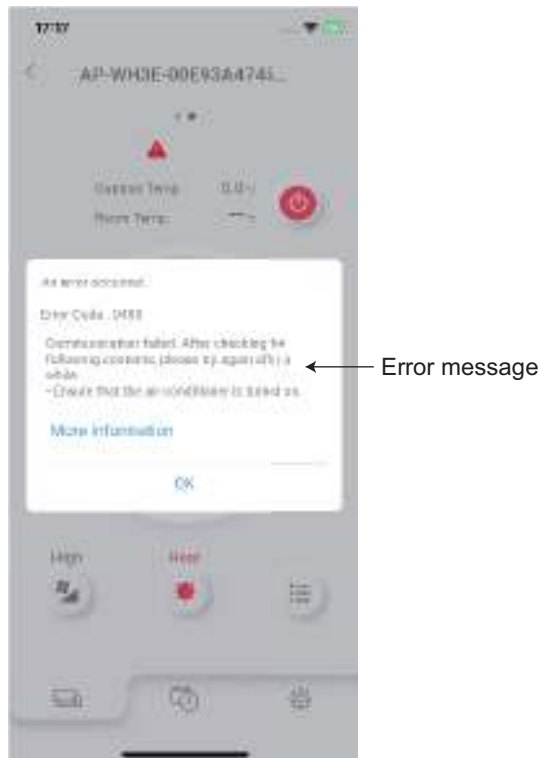 17:17
AP-WH3E-00E93A474
Outdoor Temp. 0.0
Room Temp.
An error occurred.
Error Code:
Communication failed. After checking the
following contents, please try again after a
while.
-Ensure that the air conditioner is turned on.
Error message
More information
OK
High Heat